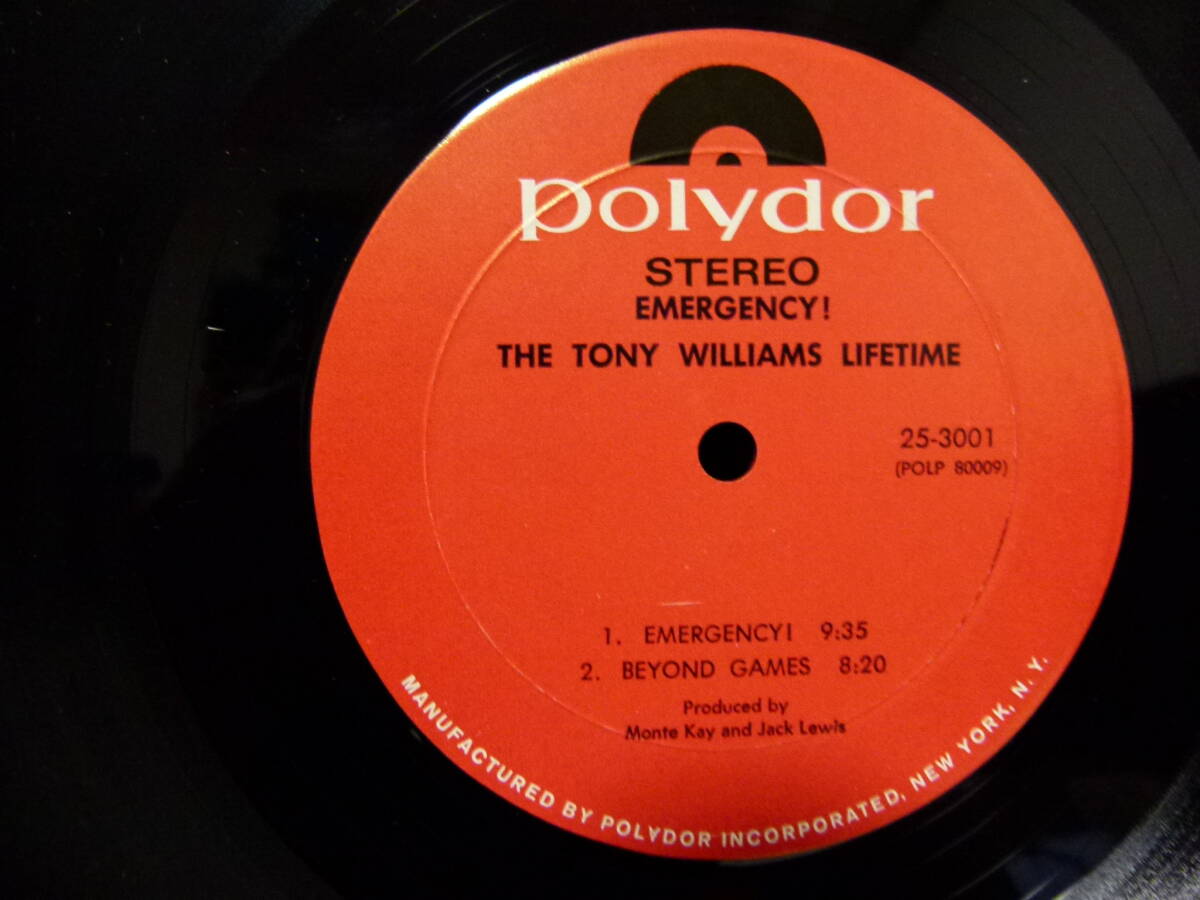 polydor
STEREO
EMERGENCY!
THE TONY WILLIAMS LIFETIME
25-3001
(POLP 80009)
1. EMERGENCY! 9:35
2. BEYOND GAMES 8:20
Produced by
Monte Kay and Jack Lewis
MANUFACTURED BY POLYDOR INCORPORATED, NEW YORK, N. Y.